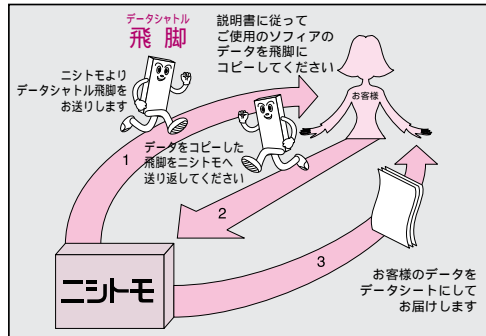 データシャトル
飛脚
説明書に従って
ご使用のソフィアの
データを飛脚に
コピーしてください
ニシトモより
データシャトル飛脚を
お送りします
お客様
1
データをコピーした
飛脚をニシトモへ
送り返してください
2
3
ニシトモ
お客様のデータを
データシートにして
お届けします